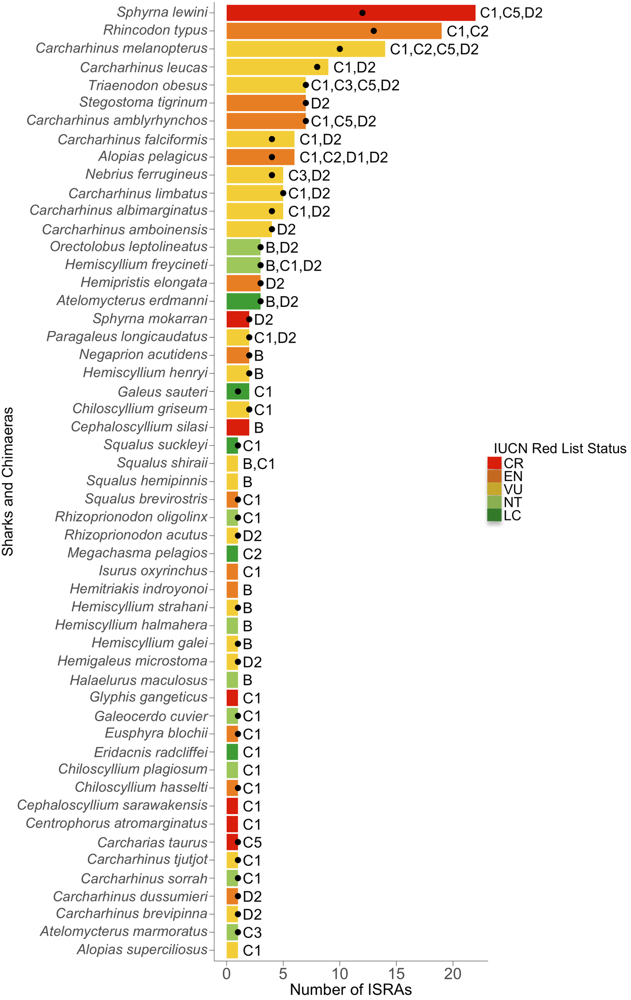 Sphyrna lewini C1,C5,D2
Rhincodon typus C1,C2
Carcharhinus melanopterus C1,C2,C5,D2
Carcharhinus leucas C1,D2
Triaenodon obesus C1,C3,C5,D2
Stegostoma tigrinum D2
Carcharhinus amblyrhynchos C1,C5,D2
Carcharhinus falciformis C1,D2
Alopias pelagicus C1,C2,D1,D2
Nebrius ferrugineus C3,D2
Carcharhinus limbatus C1,D2
Carcharhinus albimarginatus C1,D2
Carcharhinus amboinensis D2
Orectolobus leptolineatus B,D2
Hemiscyllium freycineti B,C1,D2
Hemipristis elongata D2
Atelomycterus erdmanni B,D2
Sphyrna mokarran D2
Paragaleus longicaudatus C1,D2
Negaprion acutidens B
Hemiscyllium henryi B
Galeus sauteri C1
Chiloscyllium griseum C1
Cephaloscyllium silasi B
Squalus suckleyi C1
Squalus shiraii B,C1
Squalus hemipinnis B
Squalus brevirostris C1
Rhizoprionodon oligolinx C1
Rhizoprionodon acutus D2
Megachasma pelagios C2
Isurus oxyrinchus C1
Hemitriakis indroyonoi B
Hemiscyllium strahani B
Hemiscyllium halmahera B
Hemiscyllium galei B
Hemigaleus microstoma D2
Halaelurus maculosus B
Glyphis gangeticus C1
Galeocerdo cuvier C1
Eusphyra blochii C1
Eridacnis radcliffei C1
Chiloscyllium plagiosum C1
Chiloscyllium hasselti C1
Cephaloscyllium sarawakensis C1
Centrophorus atromarginatus C1
Carcharias taurus C5
Carcharhinus tjutjot C1
Carcharhinus sorrah C1
Carcharhinus dussumieri D2
Carcharhinus brevipinna D2
Atelomycterus marmoratus C3
Alopias superciliosus C1
0 5 10 15 20
Number of ISRAs
Sharks and Chimaeras
IUCN Red List Status
CR
EN
VU
NT
LC